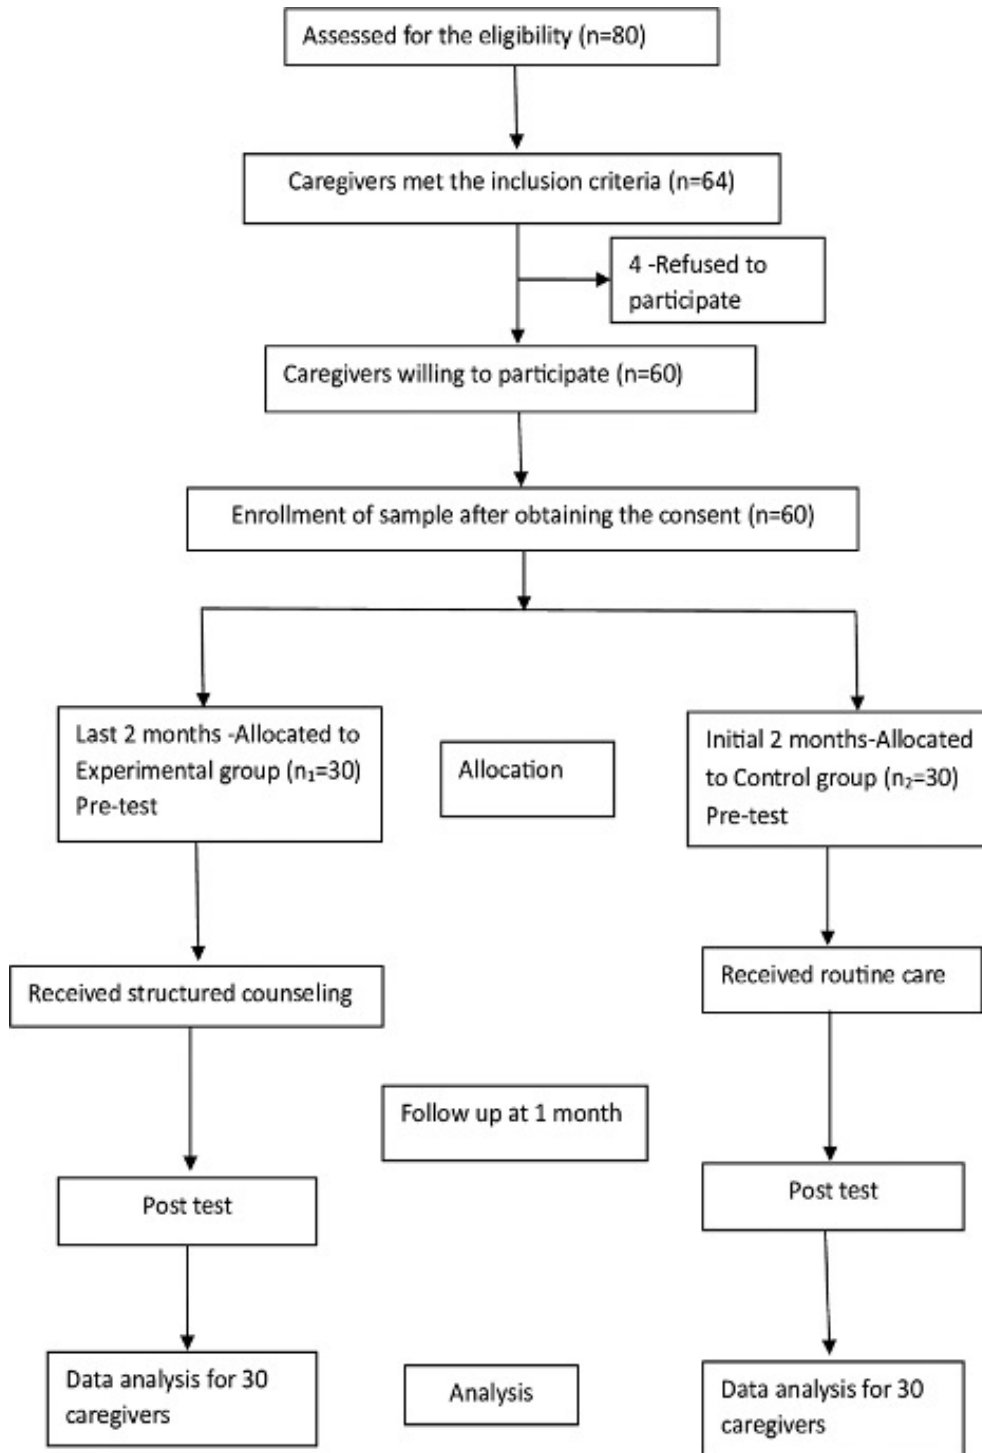 Assessed for the eligibility (n=80)
Caregivers met the inclusion criteria (n=64)
4 -Refused to
participate
Caregivers willing to participate (n=60)
Enrollment of sample after obtaining the consent (n=60)
Last 2 months -Allocated to
Experimental group (n₁=30)
Pre-test
Allocation
Initial 2 months-Allocated
to Control group (n₂=30)
Pre-test
Received structured counseling
Received routine care
Follow up at 1 month
Post test
Post test
Data analysis for 30
caregivers
Analysis
Data analysis for 30
caregivers